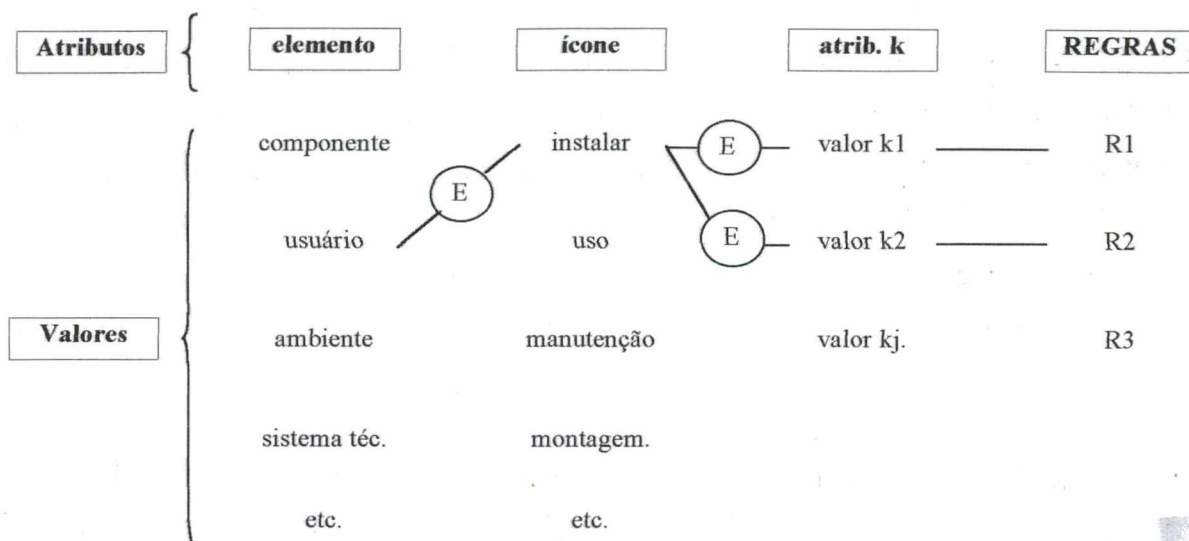 Atributos elemento ícone atrib. k REGRAS
componente instalar E valor k1 R1
E
usuário uso E valor k2 R2
Valores ambiente manutenção valor kj. R3
sistema téc. montagem.
etc. etc.